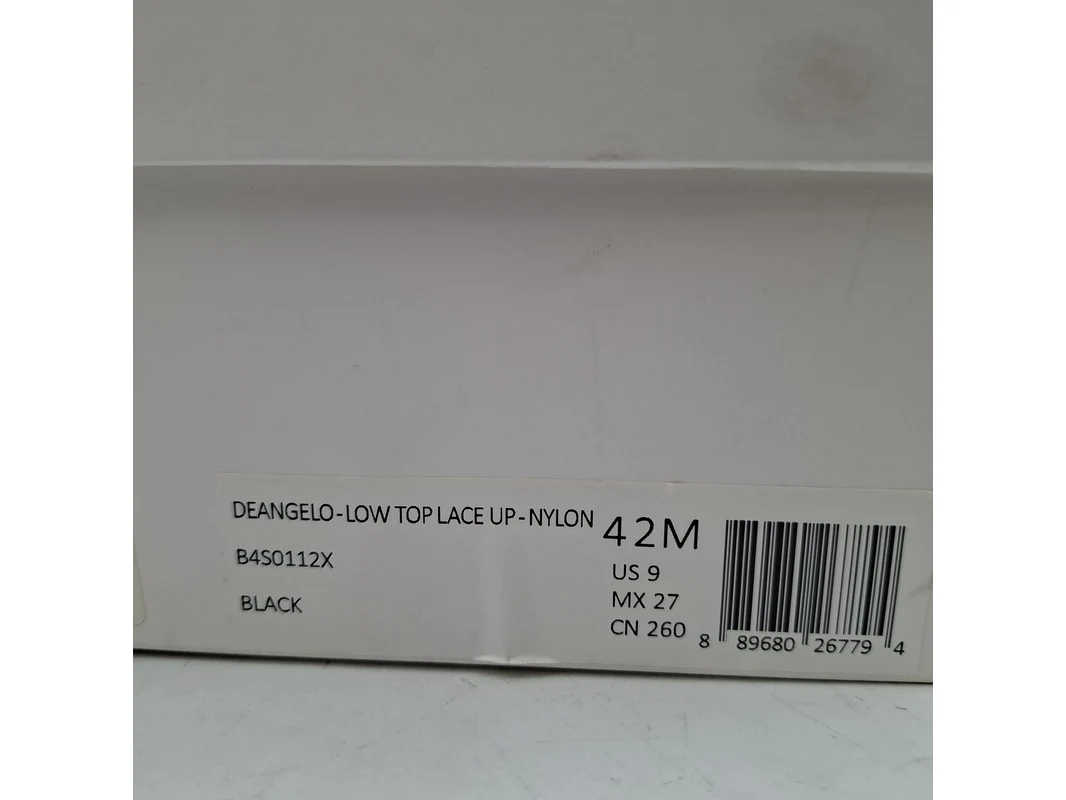 DEANGELO-LOW TOP LACE UP-NYLON
B4S0112X
BLACK
42M
US 9
MX 27
CN 260
8 89680 26779 4